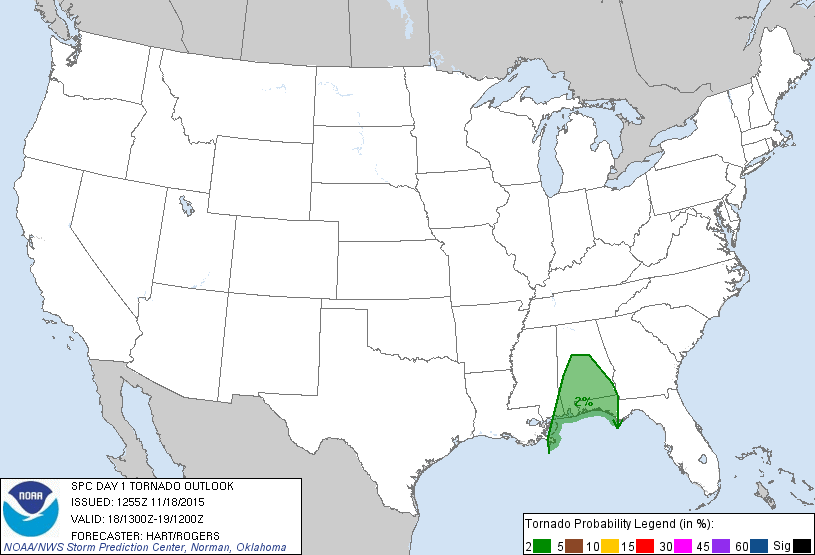 2%
SPC DAY 1 TORNADO OUTLOOK
ISSUED: 1255Z 11/18/2015
VALID: 18/1300Z-19/1200Z
FORECASTER: HART/ROGERS
NOAA/NWS Storm Prediction Center, Norman, Oklahoma
NOAA
Tornado Probability Legend (in %):
2 5 10 15 30 45 60 Sig